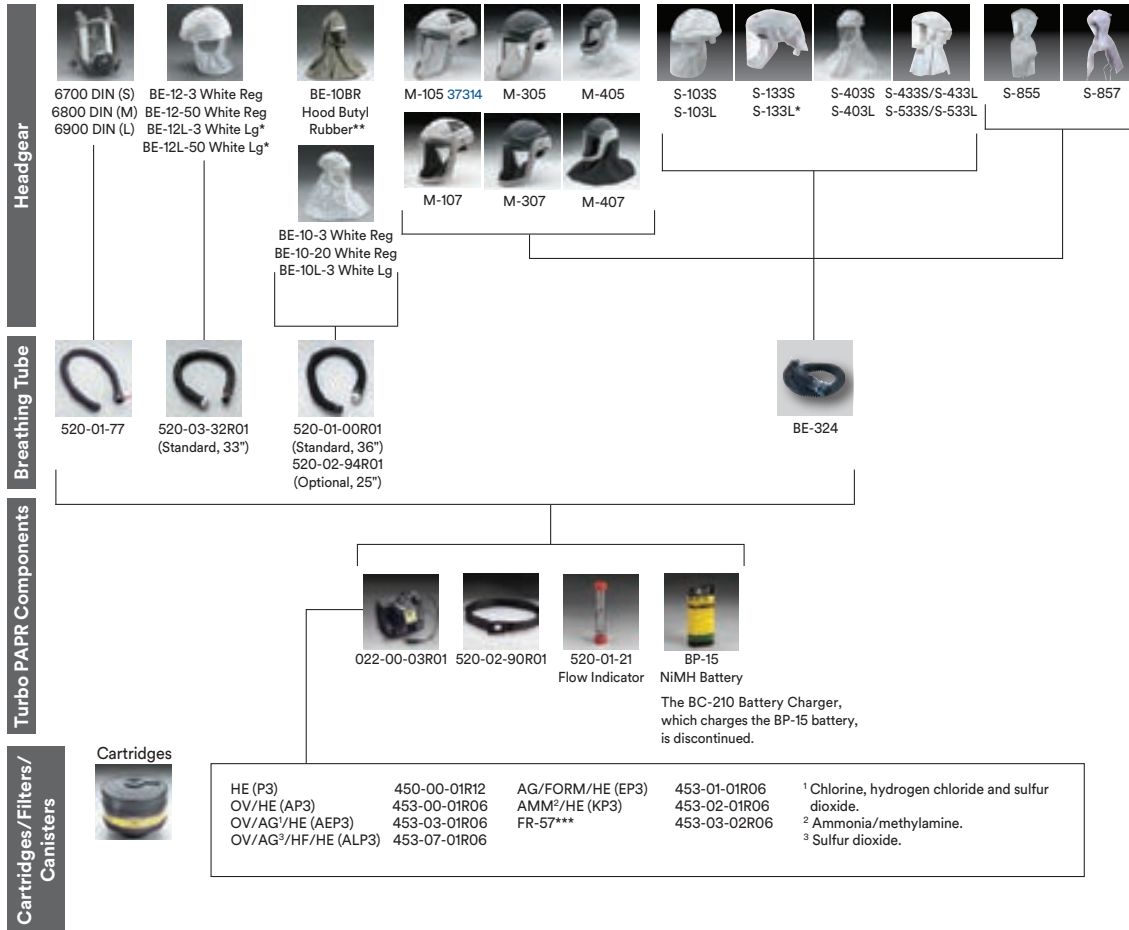 Headgear
6700 DIN (S)
6800 DIN (M)
6900 DIN (L)
BE-12-3 White Reg
BE-12-50 White Reg
BE-12L-3 White Lg*
BE-12L-50 White Lg*
BE-10BR
Hood Butyl
Rubber**
BE-10-3 White Reg
BE-10-20 White Reg
BE-10L-3 White Lg
M-105 37314
M-305
M-405
M-107
M-307
M-407
S-103S
S-103L
S-133S
S-133L*
S-403S
S-403L
S-433S/S-433L
S-533S/S-533L
S-855
S-857
Breathing Tube
520-01-77
520-03-32R01
(Standard, 33”)
520-01-00R01
(Standard, 36”)
520-02-94R01
(Optional, 25”)
BE-324
Turbo PAPR Components
022-00-03R01
520-02-90R01
520-01-21
Flow Indicator
BP-15
NiMH Battery
The BC-210 Battery Charger,
which charges the BP-15 battery,
is discontinued.
Cartridges/Filters/
Canisters
Cartridges
HE (P3) 450-00-01R12
OV/HE (AP3) 453-00-01R06
OV/AG¹/HE (AEP3) 453-03-01R06
OV/AG³/HF/HE (ALP3) 453-07-01R06
AG/FORM/HE (EP3) 453-01-01R06
AMM²/HE (KP3) 453-02-01R06
FR-57*** 453-03-02R06
¹ Chlorine, hydrogen chloride and sulfur
dioxide.
² Ammonia/methylamine.
³ Sulfur dioxide.